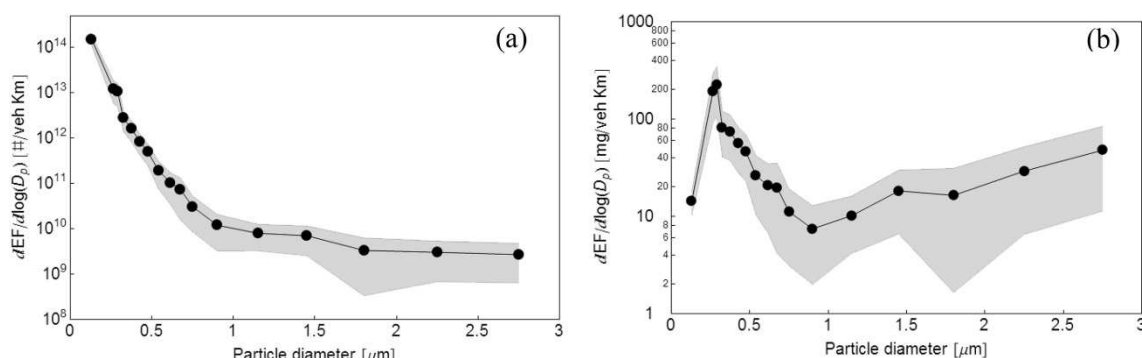 (a)
dEF/dlog(Dₚ) [#/veh Km]
10¹⁴
10¹³
10¹²
10¹¹
10¹⁰
10⁹
10⁸
0 0.5 1 1.5 2 2.5 3
Particle diameter [μm]
(b)
dEF/dlog(Dₚ) [mg/veh Km]
1000
800
600
400
200
100
80
60
40
20
10
8
6
4
2
1
0 0.5 1 1.5 2 2.5 3
Particle diameter [μm]